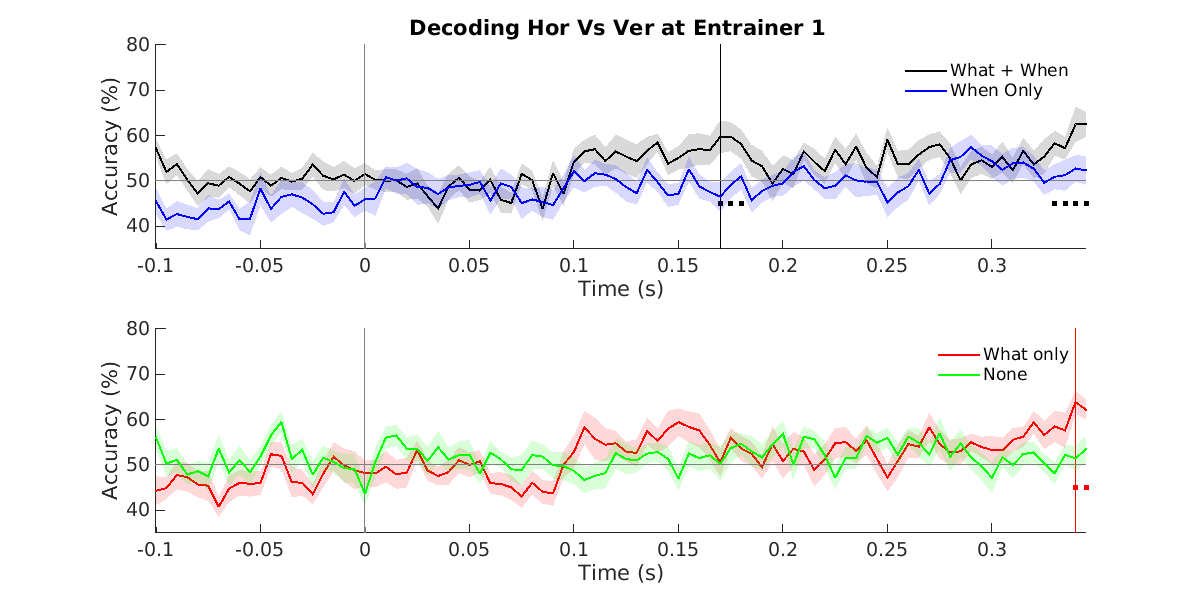 Decoding Hor Vs Ver at Entrainer 1
80
70
60
50
40
Accuracy (%)
What + When
When Only
-0.1 -0.05 0 0.05 0.1 0.15 0.2 0.25 0.3
Time (s)
80
70
60
50
40
Accuracy (%)
What only
None
-0.1 -0.05 0 0.05 0.1 0.15 0.2 0.25 0.3
Time (s)